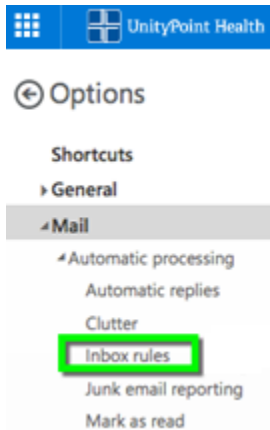 UnityPoint Health
Options
Shortcuts
General
Mail
Automatic processing
Automatic replies
Clutter
Inbox rules
Junk email reporting
Mark as read